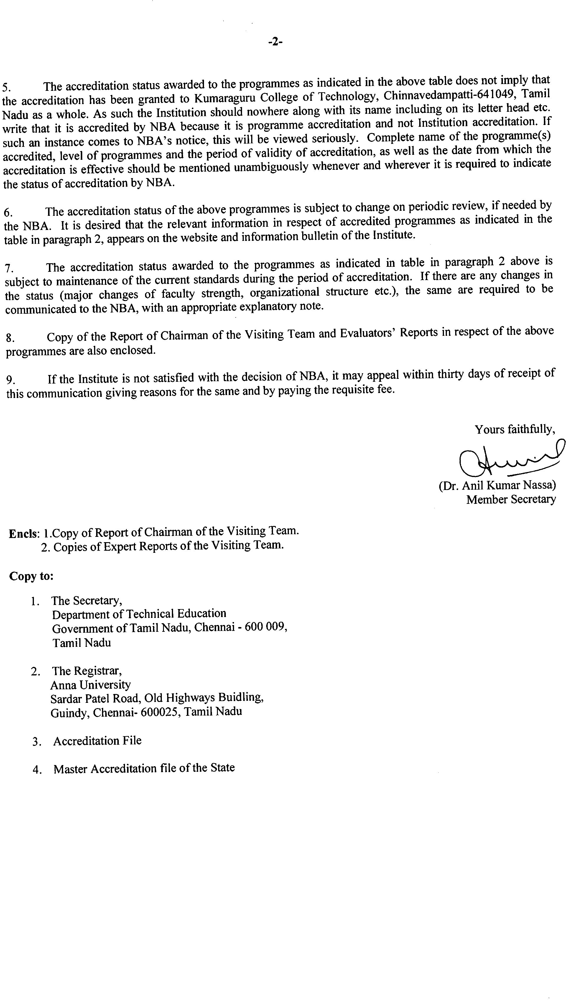 -2-
5. The accreditation status awarded to the programmes as indicated in the above table does not imply that
the accreditation has been granted to Kumaraguru College of Technology, Chinnavedampatti-641049, Tamil
Nadu as a whole. As such the Institution should nowhere along with its name including on its letter head etc.
write that it is accredited by NBA because it is programme accreditation and not Institution accreditation. If
such an instance comes to NBA's notice, this will be viewed seriously. Complete name of the programme(s)
accredited, level of programmes and the period of validity of accreditation, as well as the date from which the
accreditation is effective should be mentioned unambiguously whenever and wherever it is required to indicate
the status of accreditation by NBA.
6. The accreditation status of the above programmes is subject to change on periodic review, if needed by
the NBA. It is desired that the relevant information in respect of accredited programmes as indicated in the
table in paragraph 2, appears on the website and information bulletin of the Institute.
7. The accreditation status awarded to the programmes as indicated in table in paragraph 2 above is
subject to maintenance of the current standards during the period of accreditation. If there are any changes in
the status (major changes of faculty strength, organizational structure etc.), the same are required to be
communicated to the NBA, with an appropriate explanatory note.
8. Copy of the Report of Chairman of the Visiting Team and Evaluators' Reports in respect of the above
programmes are also enclosed.
9. If the Institute is not satisfied with the decision of NBA, it may appeal within thirty days of receipt of
this communication giving reasons for the same and by paying the requisite fee.
Yours faithfully,
(Dr. Anil Kumar Nassa)
Member Secretary
Encls: 1.Copy of Report of Chairman of the Visiting Team.
2. Copies of Expert Reports of the Visiting Team.
Copy to:
1. The Secretary,
Department of Technical Education
Government of Tamil Nadu, Chennai - 600 009,
Tamil Nadu
2. The Registrar,
Anna University
Sardar Patel Road, Old Highways Buidling,
Guindy, Chennai- 600025, Tamil Nadu
3. Accreditation File
4. Master Accreditation file of the State